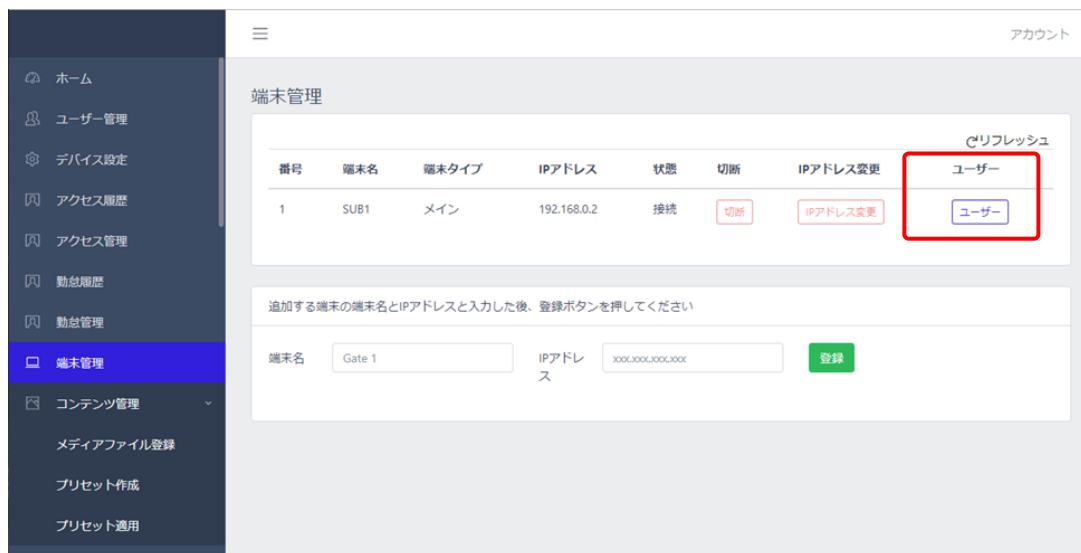 アカウント
ホーム
ユーザー管理
デバイス設定
アクセス履歴
アクセス管理
勤怠履歴
勤怠管理
端末管理
コンテンツ管理
メディアファイル登録
プリセット作成
プリセット適用
端末管理
リフレッシュ
番号 端末名 端末タイプ IPアドレス 状態 切断 IPアドレス変更 ユーザー
1 SUB1 メイン 192.168.0.2 接続 切断 IPアドレス変更 ユーザー
追加する端末の端末名とIPアドレスと入力した後、登録ボタンを押してください
端末名 Gate 1 IPアドレ xxx.xxx.xxx.xxx 登録
ス